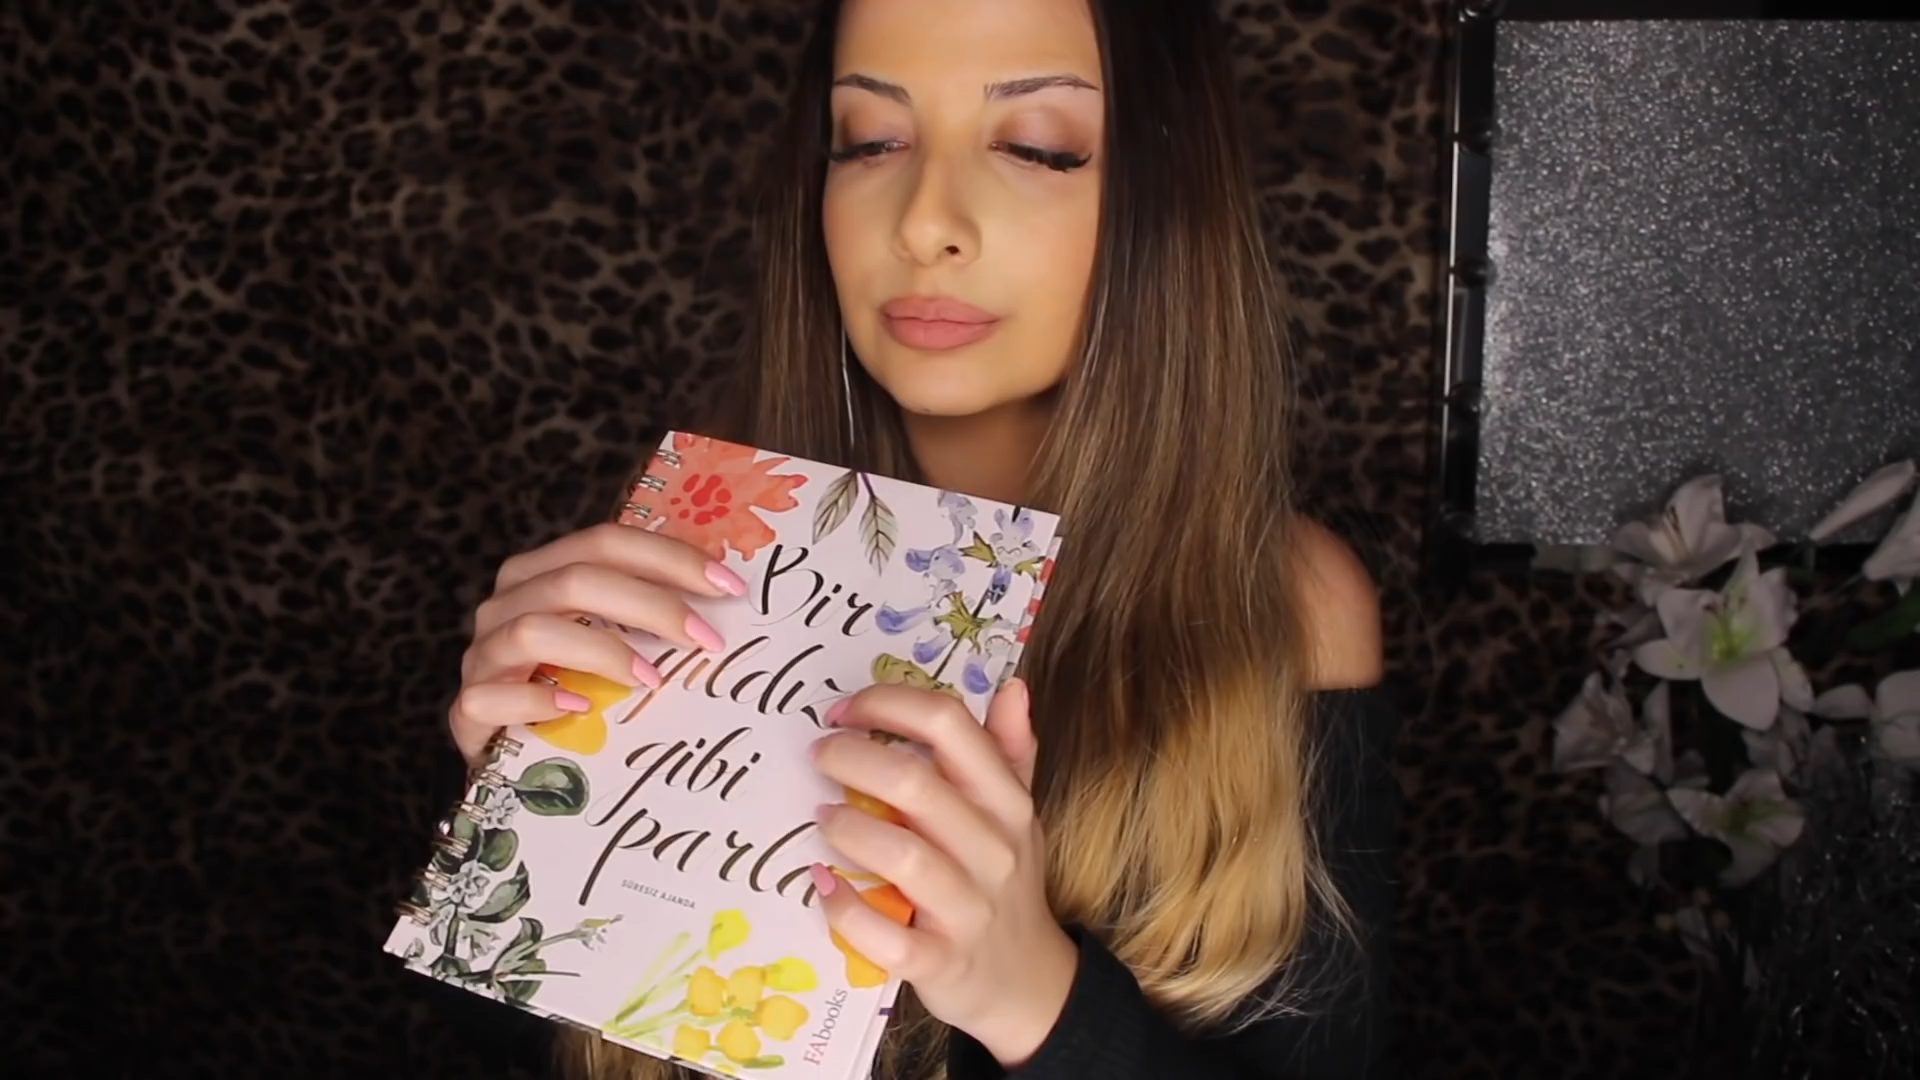 Bir
yıldız
gibi
parla
SÜRESİZ AJANDA
FAbooks